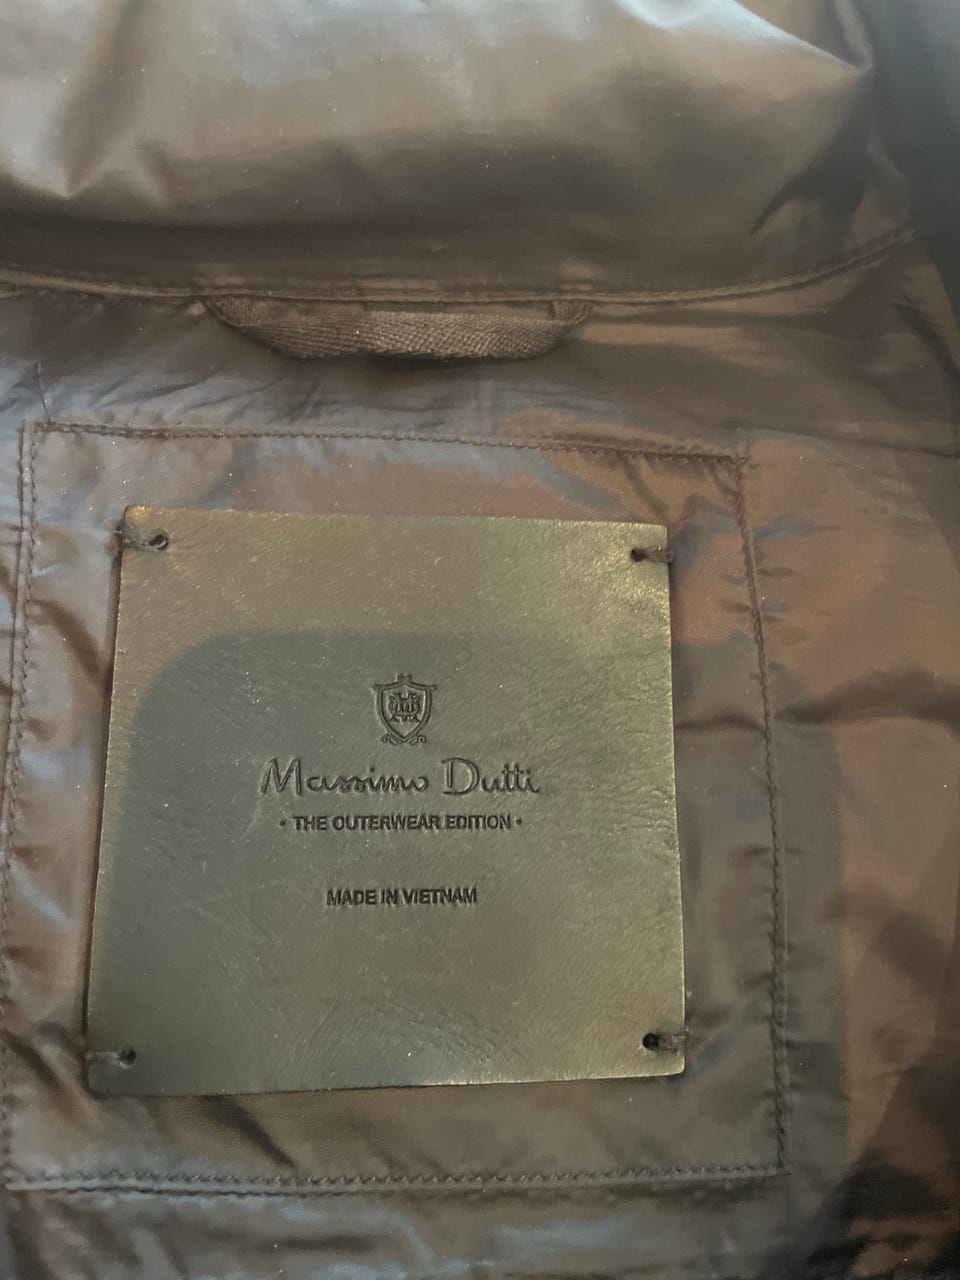 Massimo Dutti
• THE OUTERWEAR EDITION •
MADE IN VIETNAM